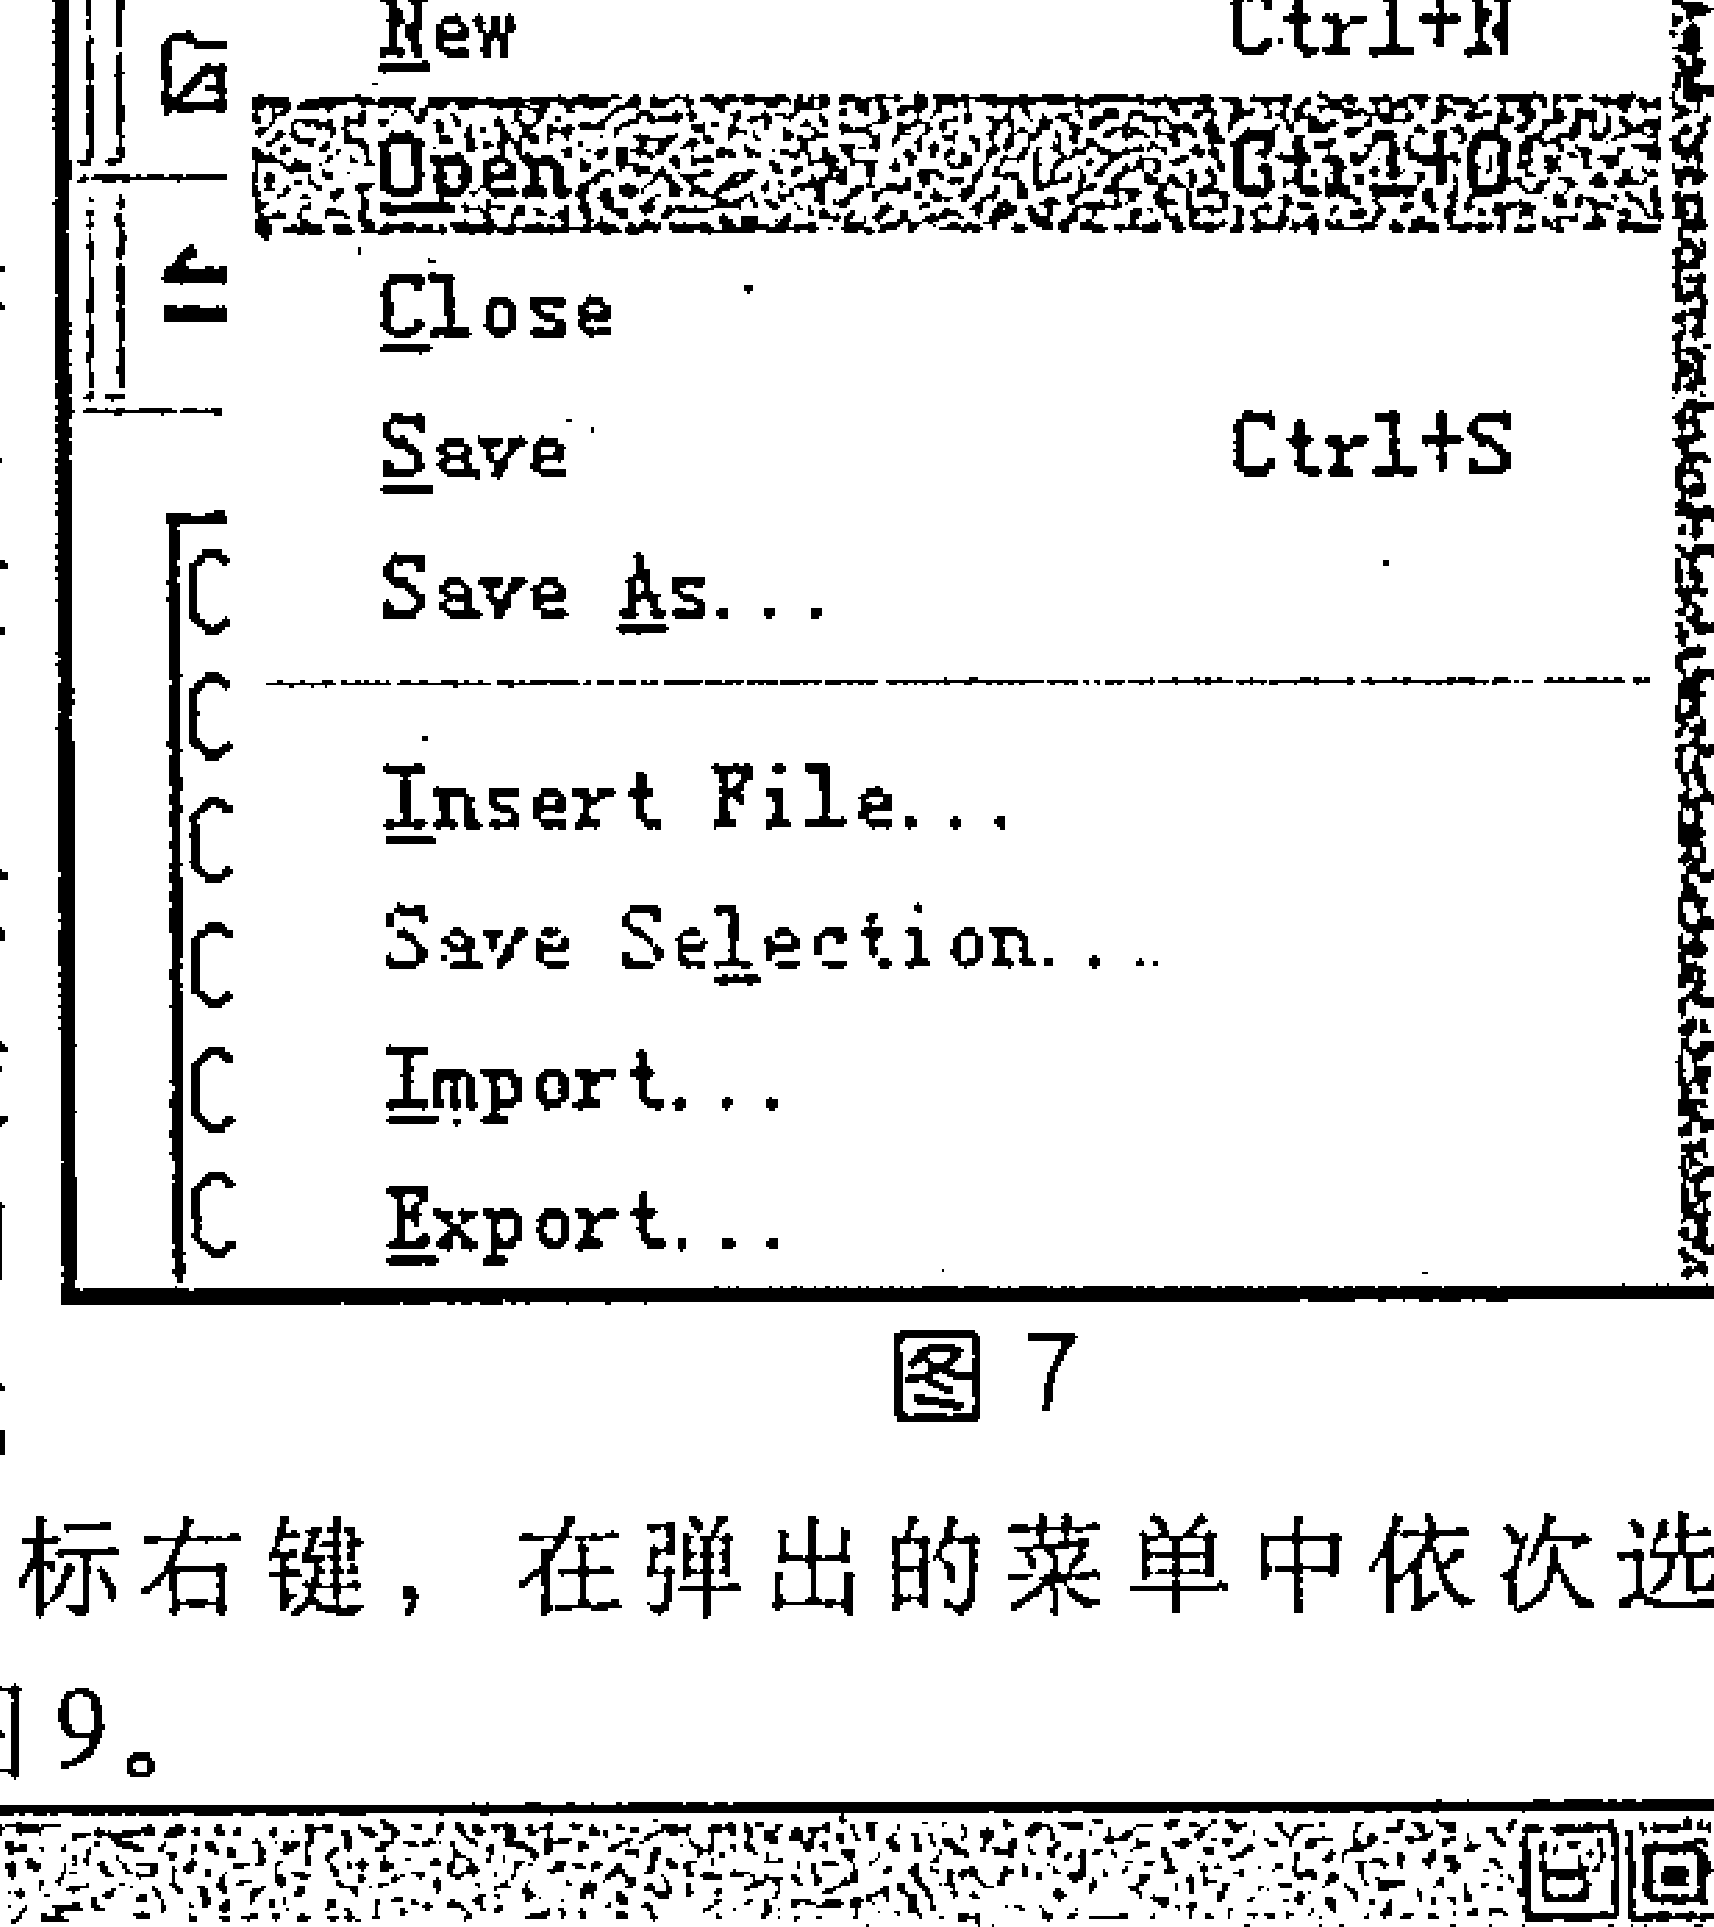 New Ctrl+N
Open Ctrl+O
Close
Save Ctrl+S
Save As...
Insert File...
Save Selection...
Import...
Export...
图 7
标右键，在弹出的菜单中依次选
9。